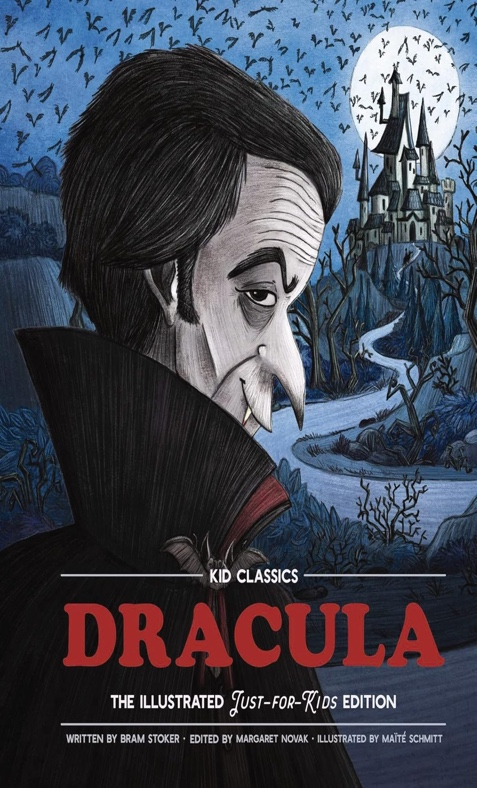 KID CLASSICS
DRACULA
THE ILLUSTRATED Just-for-Kids EDITION
WRITTEN BY BRAM STOKER · EDITED BY MARGARET NOVAK · ILLUSTRATED BY MAÏTÉ SCHMITT